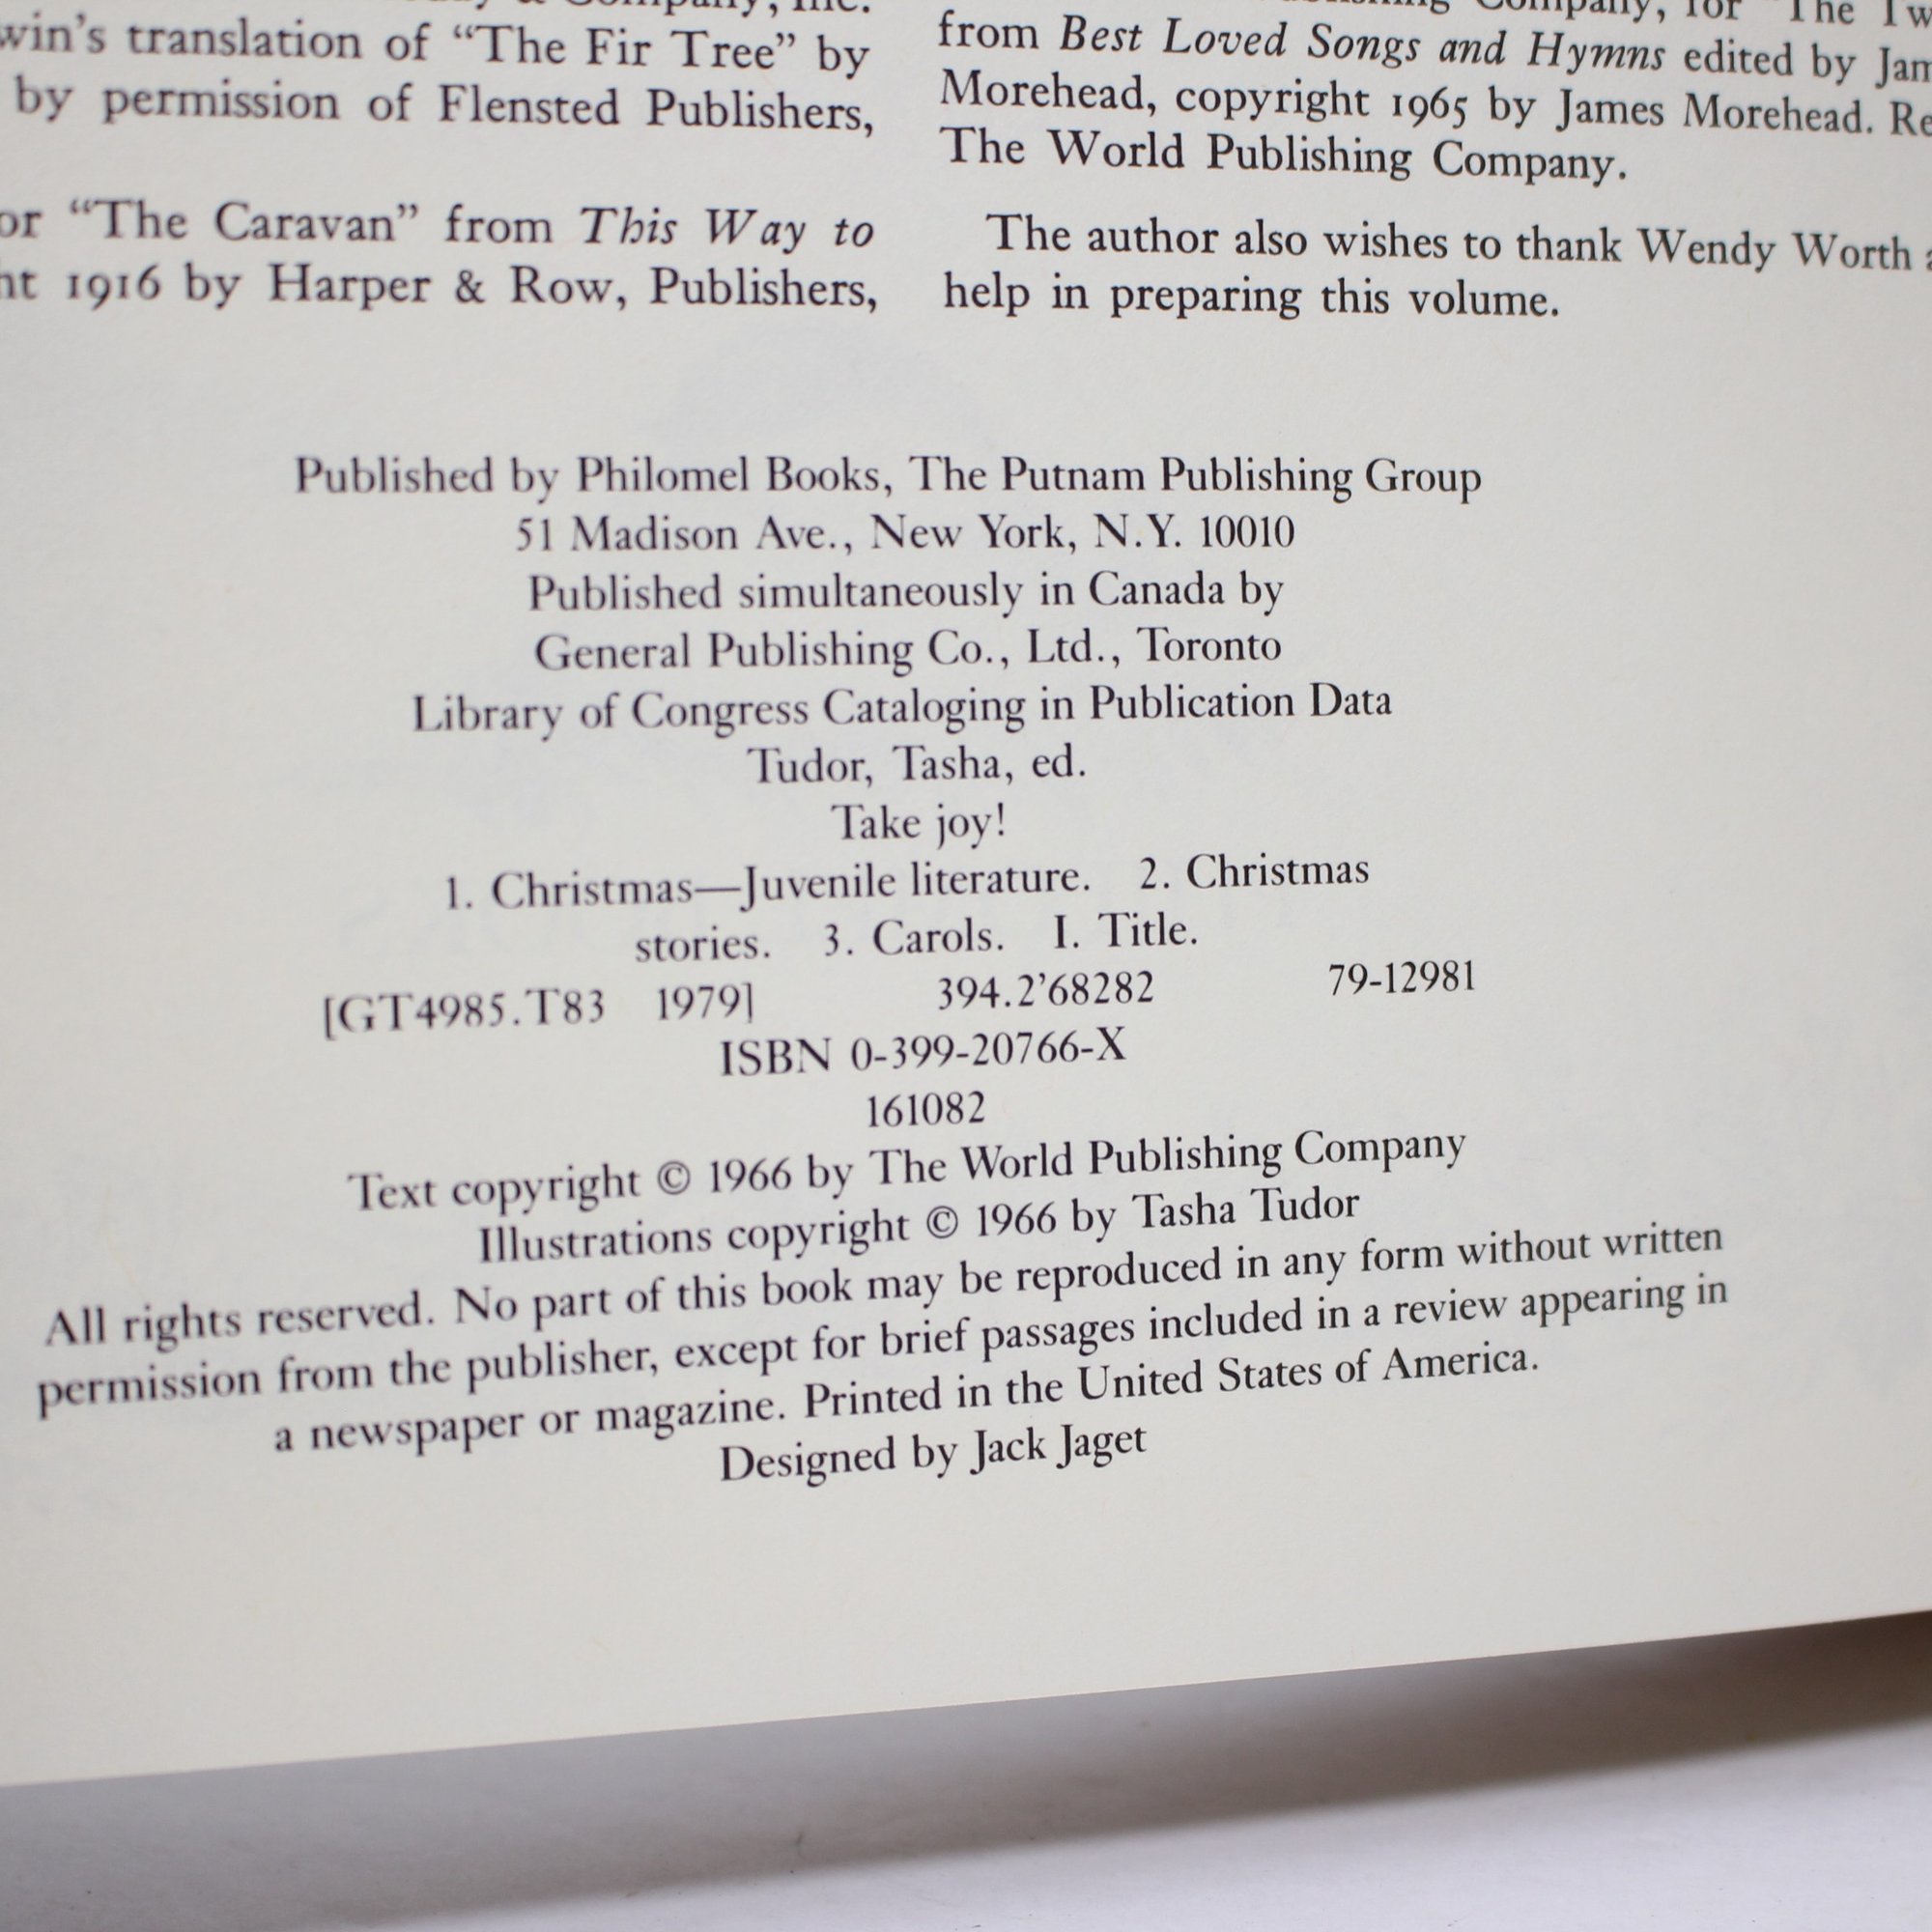 win's translation of “The Fir Tree” by
by permission of Flensted Publishers,
or “The Caravan” from This Way to
1916 by Harper & Row, Publishers,
Company, for “The
from Best Loved Songs and Hymns edited by
Morehead, copyright 1965 by James Morehead.
The World Publishing Company.
The author also wishes to thank Wendy Worth
help in preparing this volume.
Published by Philomel Books, The Putnam Publishing Group
51 Madison Ave., New York, N.Y. 10010
Published simultaneously in Canada by
General Publishing Co., Ltd., Toronto
Library of Congress Cataloging in Publication Data
Tudor, Tasha, ed.
Take joy!
1. Christmas—Juvenile literature. 2. Christmas
stories. 3. Carols. I. Title.
[GT4985.T83 1979] 394.2’68282 79-12981
ISBN 0-399-20766-X
161082
Text copyright © 1966 by The World Publishing Company
Illustrations copyright © 1966 by Tasha Tudor
All rights reserved. No part of this book may be reproduced in any form without written
permission from the publisher, except for brief passages included in a review appearing in
a newspaper or magazine. Printed in the United States of America.
Designed by Jack Jaget